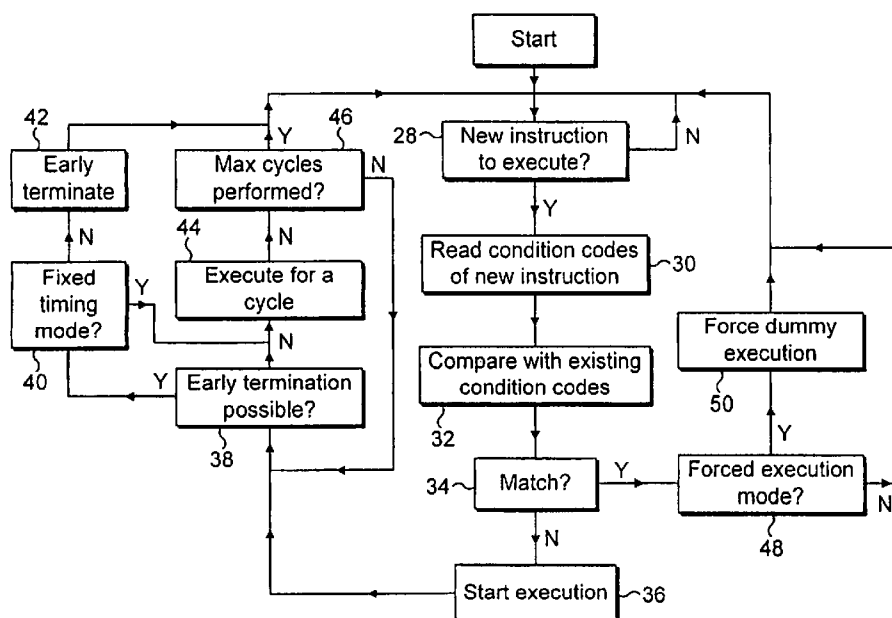 Start
42
46
28
New instruction
to execute?
N
Early
terminate
Max cycles
performed?
Y
N
N
44
N
Y
Read condition codes
of new instruction
30
Fixed
timing
mode?
Y
Execute for a
cycle
40
N
Compare with existing
condition codes
32
Force dummy
execution
50
Y
Early termination
possible?
38
Y
34
Match?
Y
Forced execution
mode?
N
48
N
Start execution
36